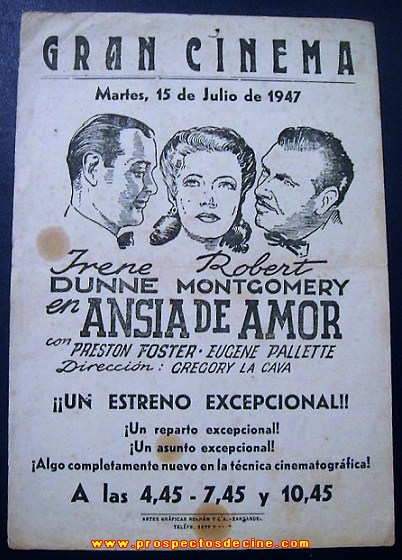 GRAN CINEMA
Martes, 15 de Julio de 1947
Irene Robert
DUNNE MONTGOMERY
en ANSIA DE AMOR
con PRESTON FOSTER · EUGENE PALLETTE
Dirección: GREGORY LA CAVA
¡¡UN ESTRENO EXCEPCIONAL!!
¡Un reparto excepcional!
¡Un asunto excepcional!
¡Algo completamente nuevo en la técnica cinematográfica!
A las 4,45 - 7,45 y 10,45
ARTES GRÁFICAS
www.prospectosdecine.com